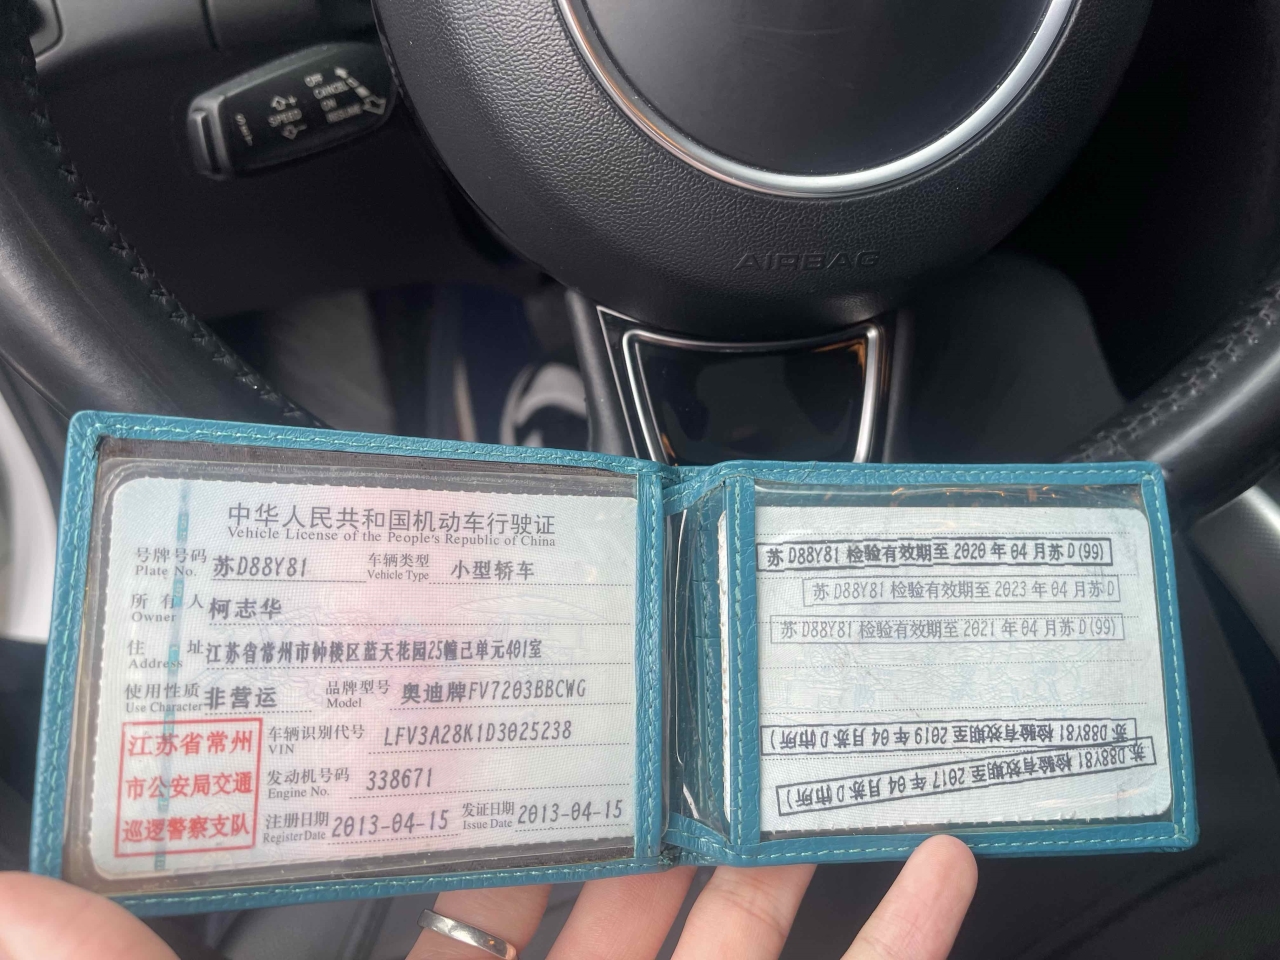 OFF
CANCEL
ON
RESUME
SPEED
AIRBAG
中华人民共和国机动车行驶证
Vehicle License of the People's Republic of China
号牌号码 苏D88Y81 车辆类型 小型轿车
Plate No. Vehicle Type
所有人 柯志华
Owner
住址 江苏省常州市钟楼区蓝天花园25幢己单元401室
Address
使用性质 非营运 品牌型号 奥迪牌FV7203BBCWG
Use Character Model
江苏省常州
市公安局交通
巡逻警察支队
车辆识别代号 LFV3A28K1D3025238
VIN
发动机号码 338671
Engine No.
注册日期 2013-04-15 发证日期 2013-04-15
Register Date Issue Date
苏D88Y81 检验有效期至2020年04月苏D(99)
苏D88Y81 检验有效期至2023年04月苏D
苏D88Y81 检验有效期至2021年04月苏D(99)
苏D88Y81 检验有效期至2019年04月苏D(市所)
苏D88Y81 检验有效期至2017年04月苏D(市所)